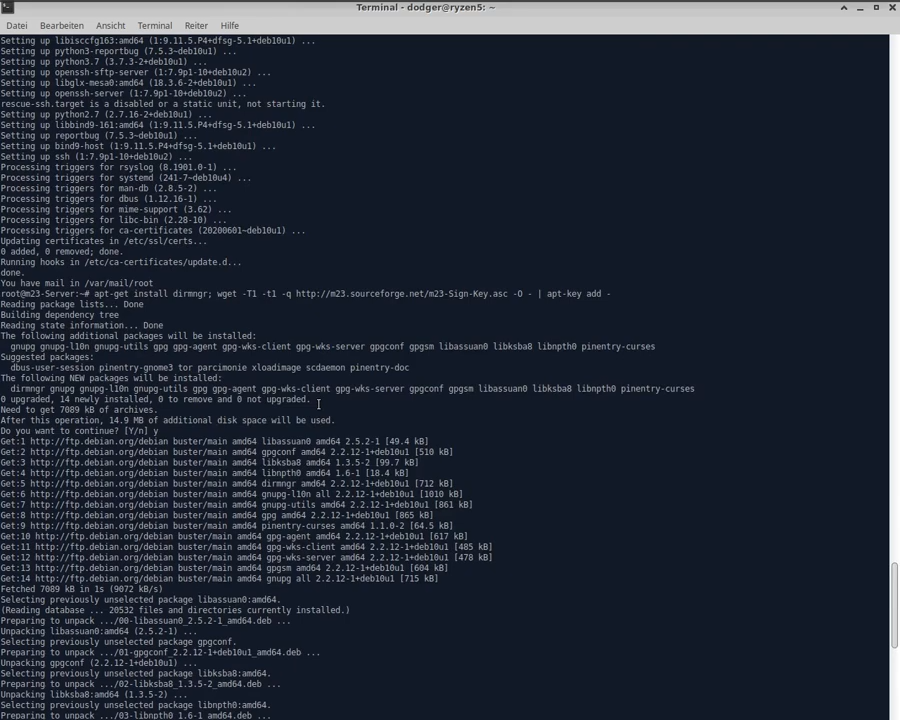 Terminal - dodger@ryzen5: ~
Datei Bearbeiten Ansicht Terminal Reiter Hilfe
Setting up libisccfg163:amd64 (1:9.11.5.P4+dfsg-5.1+deb10u1) ...
Setting up python3-reportbug (7.5.3~deb10u1) ...
Setting up python3.7 (3.7.3-2+deb10u1) ...
Setting up openssh-sftp-server (1:7.9p1-10+deb10u2) ...
Setting up libglx-mesa0:amd64 (18.3.6-2+deb10u1) ...
Setting up openssh-server (1:7.9p1-10+deb10u2) ...
rescue-ssh.target is a disabled or a static unit, not starting it.
Setting up python2.7 (2.7.16-2+deb10u1) ...
Setting up libbind9-161:amd64 (1:9.11.5.P4+dfsg-5.1+deb10u1) ...
Setting up reportbug (7.5.3~deb10u1) ...
Setting up bind9-host (1:9.11.5.P4+dfsg-5.1+deb10u1) ...
Setting up ssh (1:7.9p1-10+deb10u2) ...
Processing triggers for rsyslog (8.1901.0-1) ...
Processing triggers for systemd (241-7~deb10u4) ...
Processing triggers for man-db (2.8.5-2) ...
Processing triggers for dbus (1.12.16-1) ...
Processing triggers for mime-support (3.62) ...
Processing triggers for libc-bin (2.28-10) ...
Processing triggers for ca-certificates (20200601~deb10u1) ...
Updating certificates in /etc/ssl/certs...
0 added, 0 removed; done.
Running hooks in /etc/ca-certificates/update.d...
done.
You have mail in /var/mail/root
root@m23-Server:~# apt-get install dirmngr; wget -T1 -t1 -q http://m23.sourceforge.net/m23-Sign-Key.asc -O - | apt-key add -
Reading package lists... Done
Building dependency tree
Reading state information... Done
The following additional packages will be installed:
gnupg gnupg-l10n gnupg-utils gpg gpg-agent gpg-wks-client gpg-wks-server gpgconf gpgsm libassuan0 libksba8 libnpth0 pinentry-curses
Suggested packages:
dbus-user-session pinentry-gnome3 tor parcimonie xloadimage scdaemon pinentry-doc
The following NEW packages will be installed:
dirmngr gnupg gnupg-l10n gnupg-utils gpg gpg-agent gpg-wks-client gpg-wks-server gpgconf gpgsm libassuan0 libksba8 libnpth0 pinentry-curses
0 upgraded, 14 newly installed, 0 to remove and 0 not upgraded.
Need to get 7089 kB of archives.
After this operation, 14.9 MB of additional disk space will be used.
Do you want to continue? [Y/n] y
Get:1 http://ftp.debian.org/debian buster/main amd64 libassuan0 amd64 2.5.2-1 [49.4 kB]
Get:2 http://ftp.debian.org/debian buster/main amd64 gpgconf amd64 2.2.12-1+deb10u1 [510 kB]
Get:3 http://ftp.debian.org/debian buster/main amd64 libksba8 amd64 1.3.5-2 [99.7 kB]
Get:4 http://ftp.debian.org/debian buster/main amd64 libnpth0 amd64 1.6-1 [18.4 kB]
Get:5 http://ftp.debian.org/debian buster/main amd64 dirmngr amd64 2.2.12-1+deb10u1 [712 kB]
Get:6 http://ftp.debian.org/debian buster/main amd64 gnupg-l10n all 2.2.12-1+deb10u1 [1010 kB]
Get:7 http://ftp.debian.org/debian buster/main amd64 gnupg-utils amd64 2.2.12-1+deb10u1 [861 kB]
Get:8 http://ftp.debian.org/debian buster/main amd64 gpg amd64 2.2.12-1+deb10u1 [865 kB]
Get:9 http://ftp.debian.org/debian buster/main amd64 pinentry-curses amd64 1.1.0-2 [64.5 kB]
Get:10 http://ftp.debian.org/debian buster/main amd64 gpg-agent amd64 2.2.12-1+deb10u1 [617 kB]
Get:11 http://ftp.debian.org/debian buster/main amd64 gpg-wks-client amd64 2.2.12-1+deb10u1 [485 kB]
Get:12 http://ftp.debian.org/debian buster/main amd64 gpg-wks-server amd64 2.2.12-1+deb10u1 [478 kB]
Get:13 http://ftp.debian.org/debian buster/main amd64 gpgsm amd64 2.2.12-1+deb10u1 [604 kB]
Get:14 http://ftp.debian.org/debian buster/main amd64 gnupg all 2.2.12-1+deb10u1 [715 kB]
Fetched 7089 kB in 1s (9072 kB/s)
Selecting previously unselected package libassuan0:amd64.
(Reading database ... 20532 files and directories currently installed.)
Preparing to unpack .../00-libassuan0_2.5.2-1_amd64.deb ...
Unpacking libassuan0:amd64 (2.5.2-1) ...
Selecting previously unselected package gpgconf.
Preparing to unpack .../01-gpgconf_2.2.12-1+deb10u1_amd64.deb ...
Unpacking gpgconf (2.2.12-1+deb10u1) ...
Selecting previously unselected package libksba8:amd64.
Preparing to unpack .../02-libksba8_1.3.5-2_amd64.deb ...
Unpacking libksba8:amd64 (1.3.5-2) ...
Selecting previously unselected package libnpth0:amd64.
Preparing to unpack .../03-libnpth0_1.6-1_amd64.deb ...